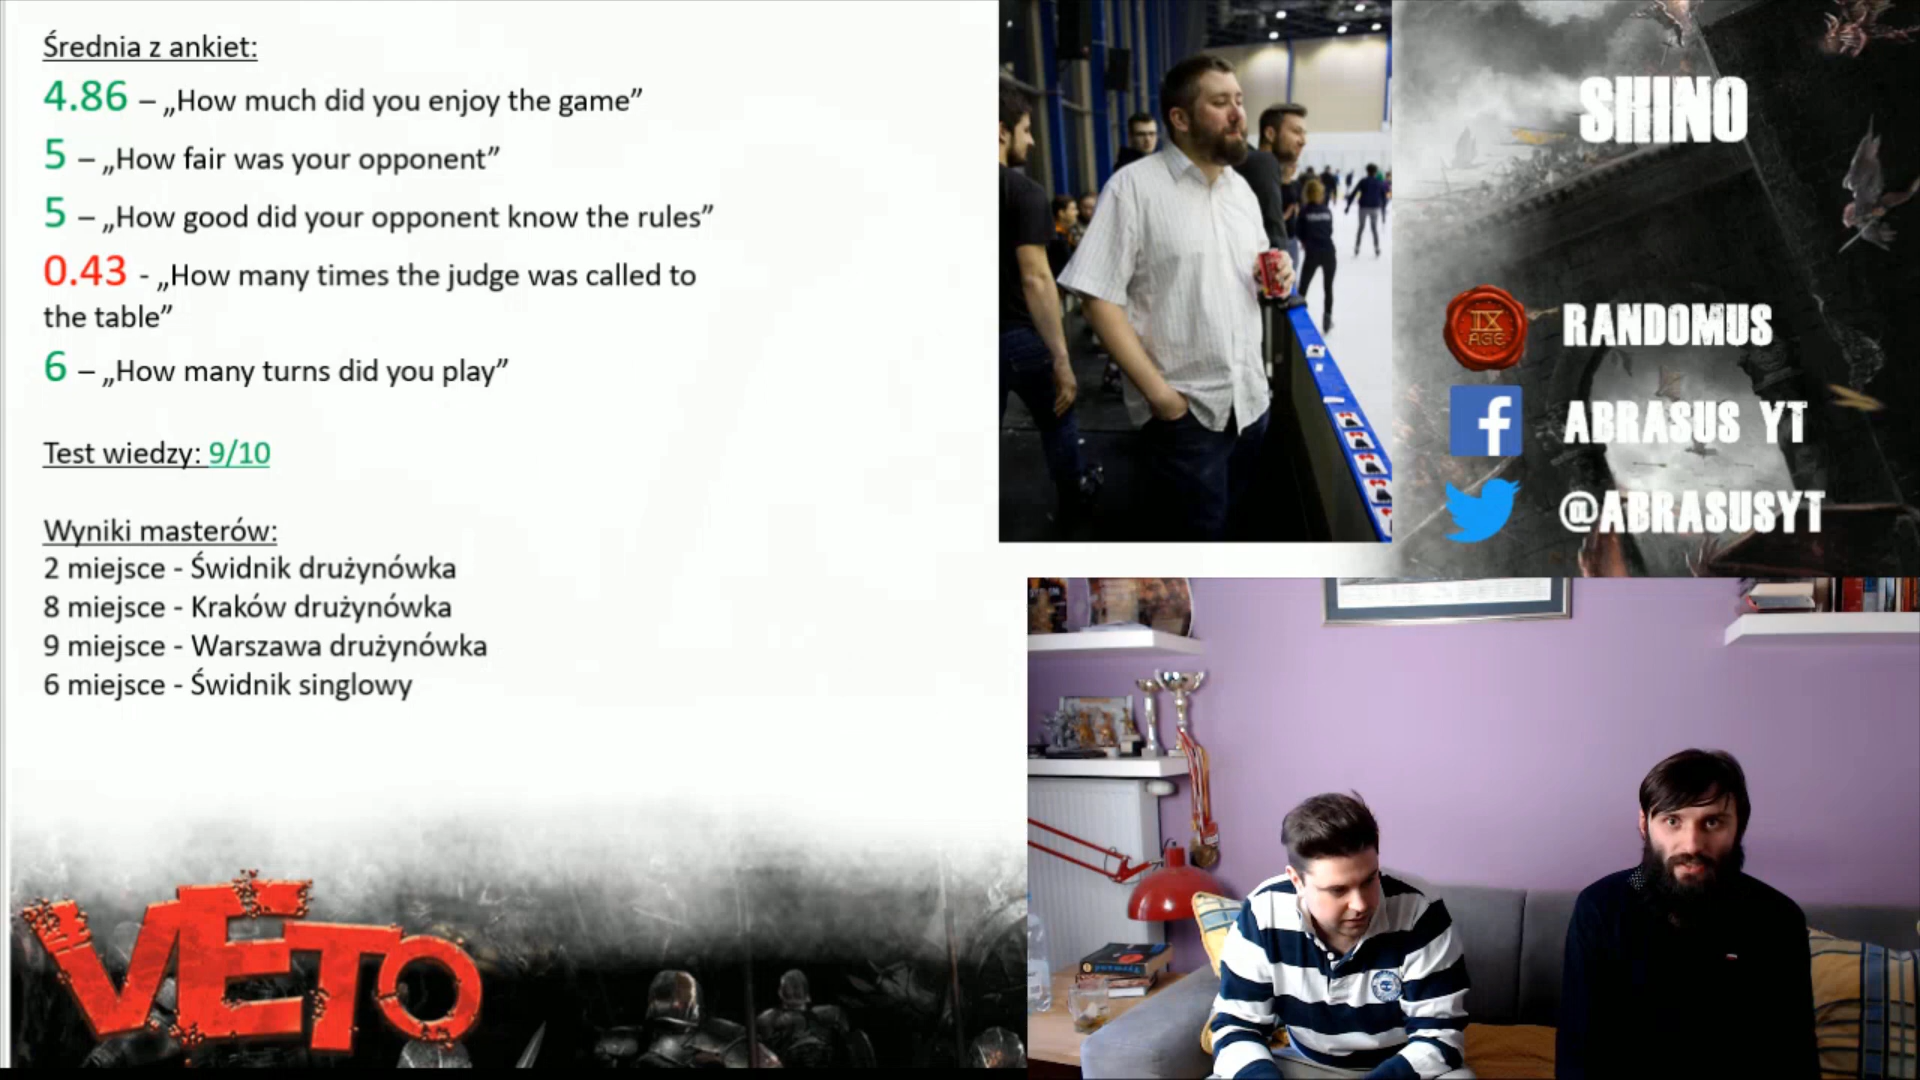 Średnia z ankiet:
4.86 – „How much did you enjoy the game”
5 – „How fair was your opponent”
5 – „How good did your opponent know the rules”
0.43 - „How many times the judge was called to
the table”
6 – „How many turns did you play”
Test wiedzy: 9/10
Wyniki masterów:
2 miejsce - Świdnik drużynówka
8 miejsce - Kraków drużynówka
9 miejsce - Warszawa drużynówka
6 miejsce - Świdnik singlowy
VETO
SHINO
IX
AGE
RANDOMUS
f
ABRASUS YT
@ABRASUSYT